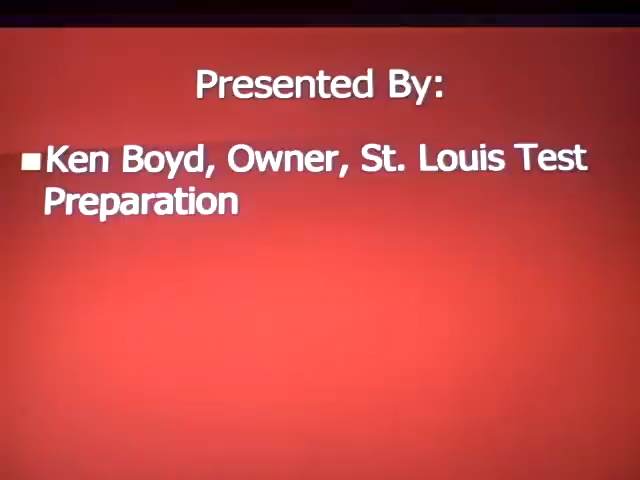 Presented By:
Ken Boyd, Owner, St. Louis Test
Preparation